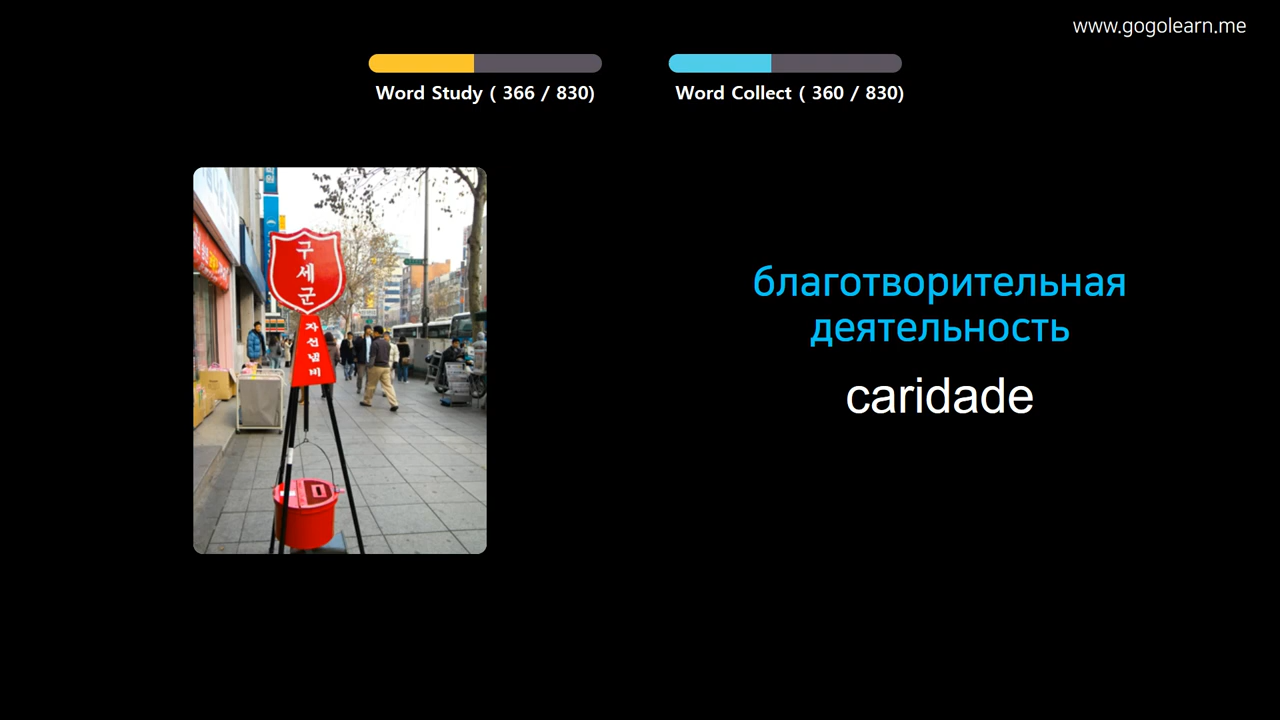 www.gogolearn.me
Word Study ( 366 / 830)
Word Collect ( 360 / 830)
구세군
자선냄비
благотворительная
деятельность
caridade